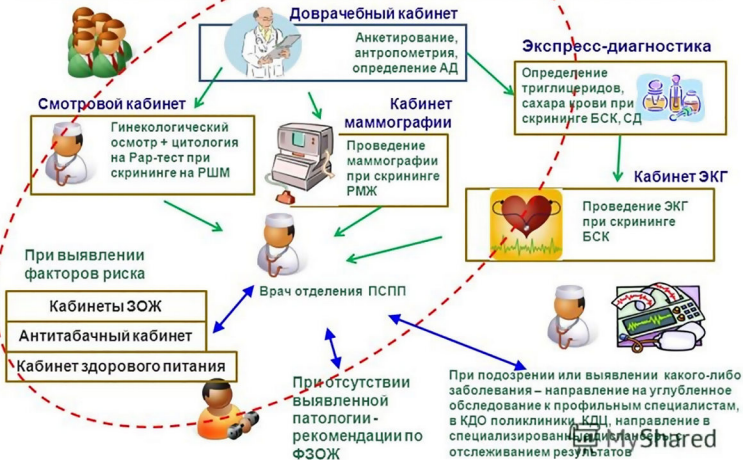 Доврачебный кабинет
Анкетирование,
антропометрия,
определение АД
Экспресс-диагностика
Определение
триглицеридов,
сахара крови при
скрининге БСК, СД
Смотровой кабинет
Гинекологический
осмотр + цитология
на Рар-тест при
скрининге на РШМ
Кабинет
маммографии
Проведение
маммографии
при скрининге
РМЖ
Кабинет ЭКГ
Проведение ЭКГ
при скрининге
БСК
При выявлении
факторов риска
Кабинеты ЗОЖ
Антитабачный кабинет
Кабинет здорового питания
Врач отделения ПСПП
При отсутствии
выявленной
патологии -
рекомендации по
ФЗОЖ
При подозрении или выявлении какого-либо
заболевания – направление на углубленное
обследование к профильным специалистам,
в КДО поликлиники, КДЦ, направление в
специализированные диспансеры с
отслеживанием результатов
MyShared